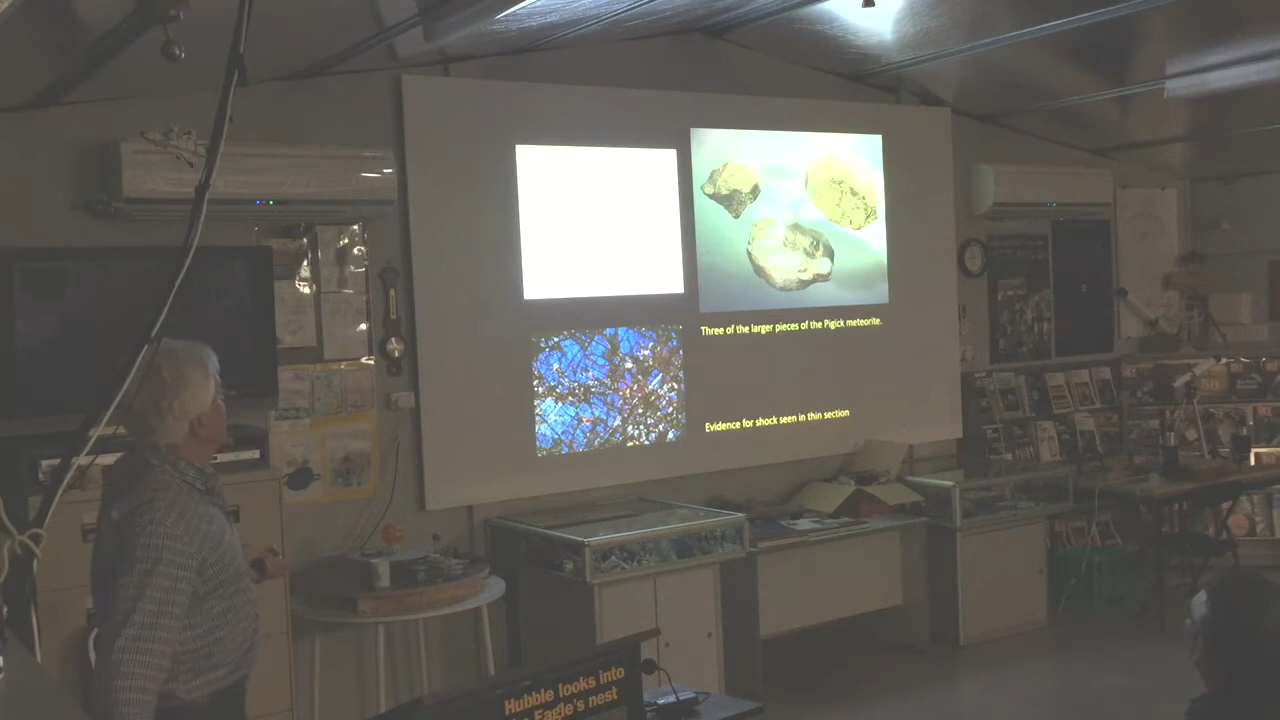 Three of the larger pieces of the Pigick meteorite.
Evidence for shock seen in thin section
Hubble looks into
Eagle's nest